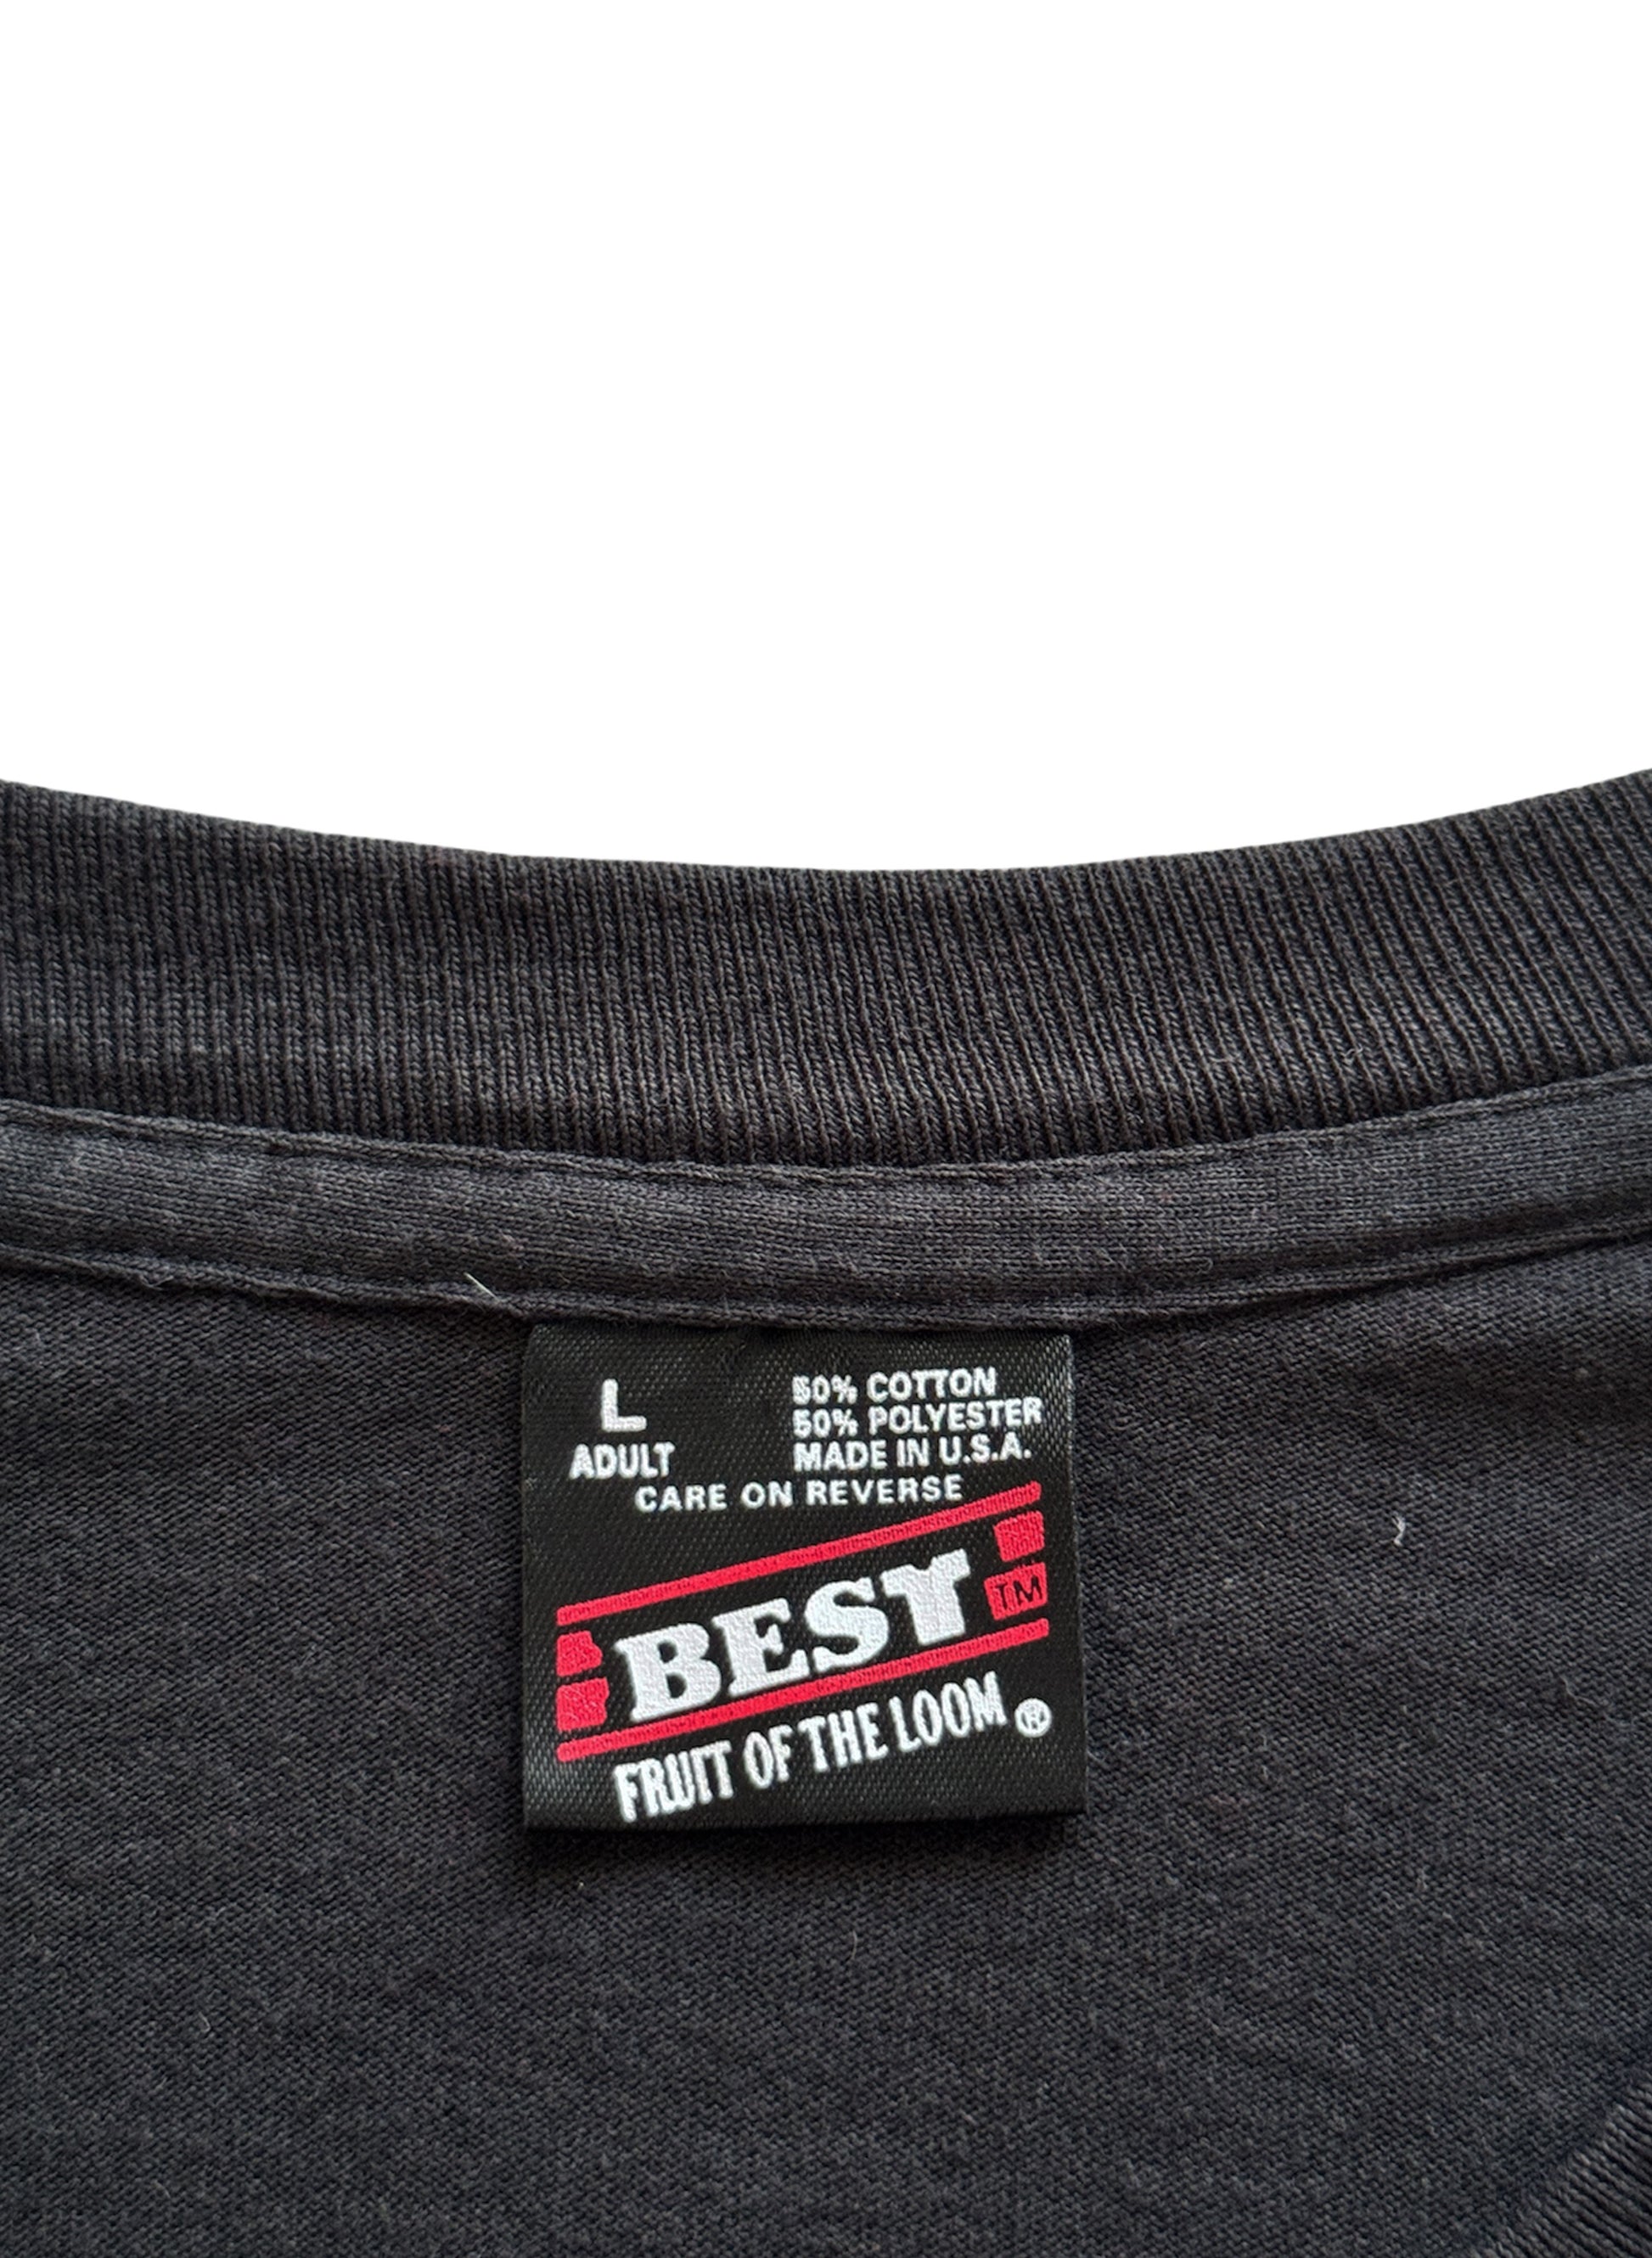 L
ADULT
50% COTTON
50% POLYESTER
MADE IN U.S.A.
CARE ON REVERSE
BEST TM
FRUIT OF THE LOOM ®